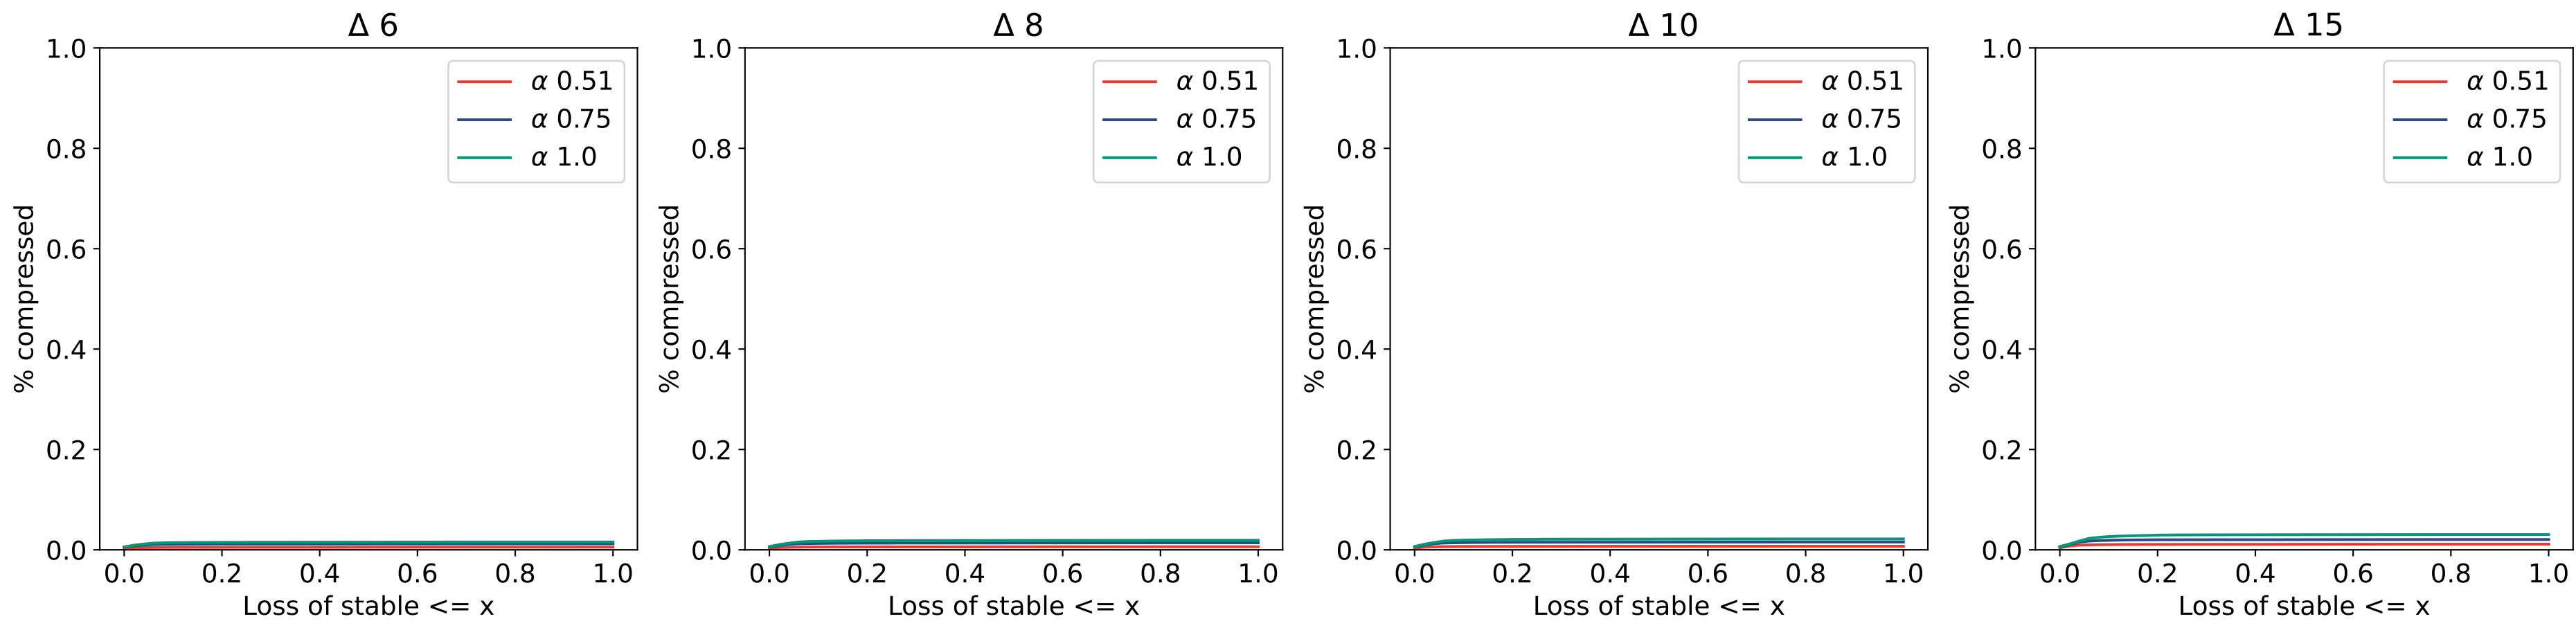 Δ 6
1.0
0.8
0.6
0.4
0.2
0.0
% compressed
α 0.51
α 0.75
α 1.0
0.0 0.2 0.4 0.6 0.8 1.0
Loss of stable <= x
Δ 8
1.0
0.8
0.6
0.4
0.2
0.0
% compressed
α 0.51
α 0.75
α 1.0
0.0 0.2 0.4 0.6 0.8 1.0
Loss of stable <= x
Δ 10
1.0
0.8
0.6
0.4
0.2
0.0
% compressed
α 0.51
α 0.75
α 1.0
0.0 0.2 0.4 0.6 0.8 1.0
Loss of stable <= x
Δ 15
1.0
0.8
0.6
0.4
0.2
0.0
% compressed
α 0.51
α 0.75
α 1.0
0.0 0.2 0.4 0.6 0.8 1.0
Loss of stable <= x